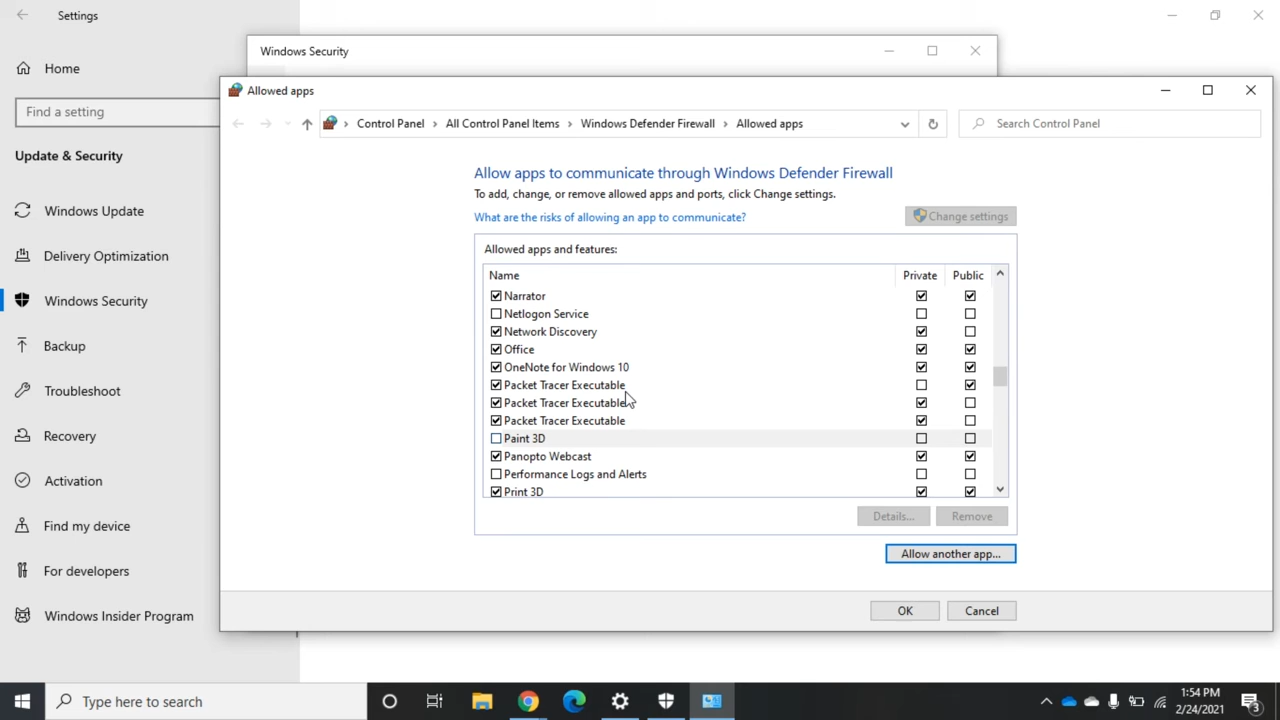 Settings
Home
Find a setting
Update & Security
Windows Update
Delivery Optimization
Windows Security
Backup
Troubleshoot
Recovery
Activation
Find my device
For developers
Windows Insider Program
Windows Security
Allowed apps
Control Panel > All Control Panel Items > Windows Defender Firewall > Allowed apps
Search Control Panel
Allow apps to communicate through Windows Defender Firewall
To add, change, or remove allowed apps and ports, click Change settings.
What are the risks of allowing an app to communicate?
Change settings
Allowed apps and features:
Name Private Public
Narrator
Netlogon Service
Network Discovery
Office
OneNote for Windows 10
Packet Tracer Executable
Packet Tracer Executable
Packet Tracer Executable
Paint 3D
Panopto Webcast
Performance Logs and Alerts
Print 3D
Details... Remove
Allow another app...
OK Cancel
Type here to search
1:54 PM
2/24/2021
3